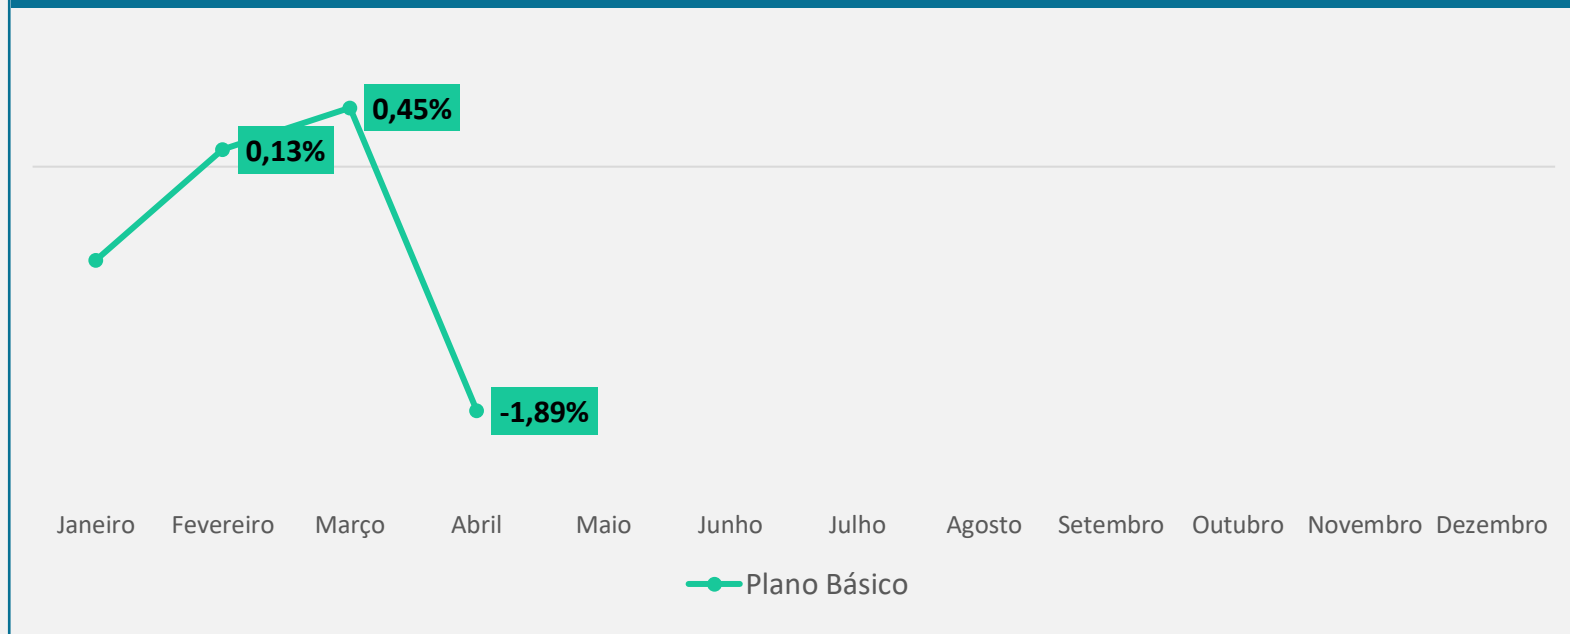 0,45%
0,13%
-1,89%
Janeiro Fevereiro Março Abril Maio Junho Julho Agosto Setembro Outubro Novembro Dezembro
Plano Básico